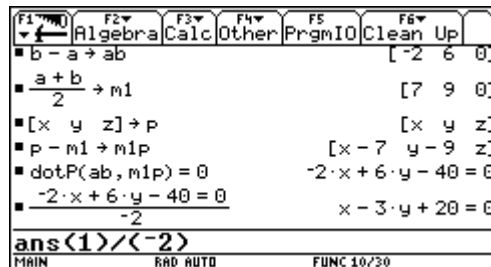 F1 F2 F3 F4 F5 F6
Algebra Calc Other PrgmIO Clean Up
b - a → ab [-2 6 0]
a + b
/2 → m1 [7 9 0]
[x y z] → p [x y z]
p - m1 → m1p [x - 7 y - 9 z]
dotP(ab, m1p) = 0 -2·x + 6·y - 40 = 0
-2·x + 6·y - 40 = 0
/-2 x - 3·y + 20 = 0
ans(1)/(-2)
MAIN RAD AUTO FUNC 10/30